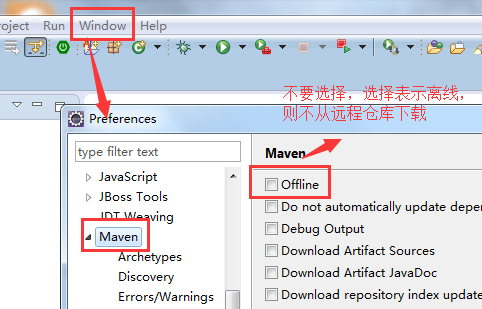 roject Run Window Help
不要选择，选择表示离线，
则不从远程仓库下载
Preferences
type filter text
JavaScript
JBoss Tools
JDT Weaving
Maven
Archetypes
Discovery
Errors/Warnings
Maven
Offline
Do not automatically update depe
Debug Output
Download Artifact Sources
Download Artifact JavaDoc
Download repository index update